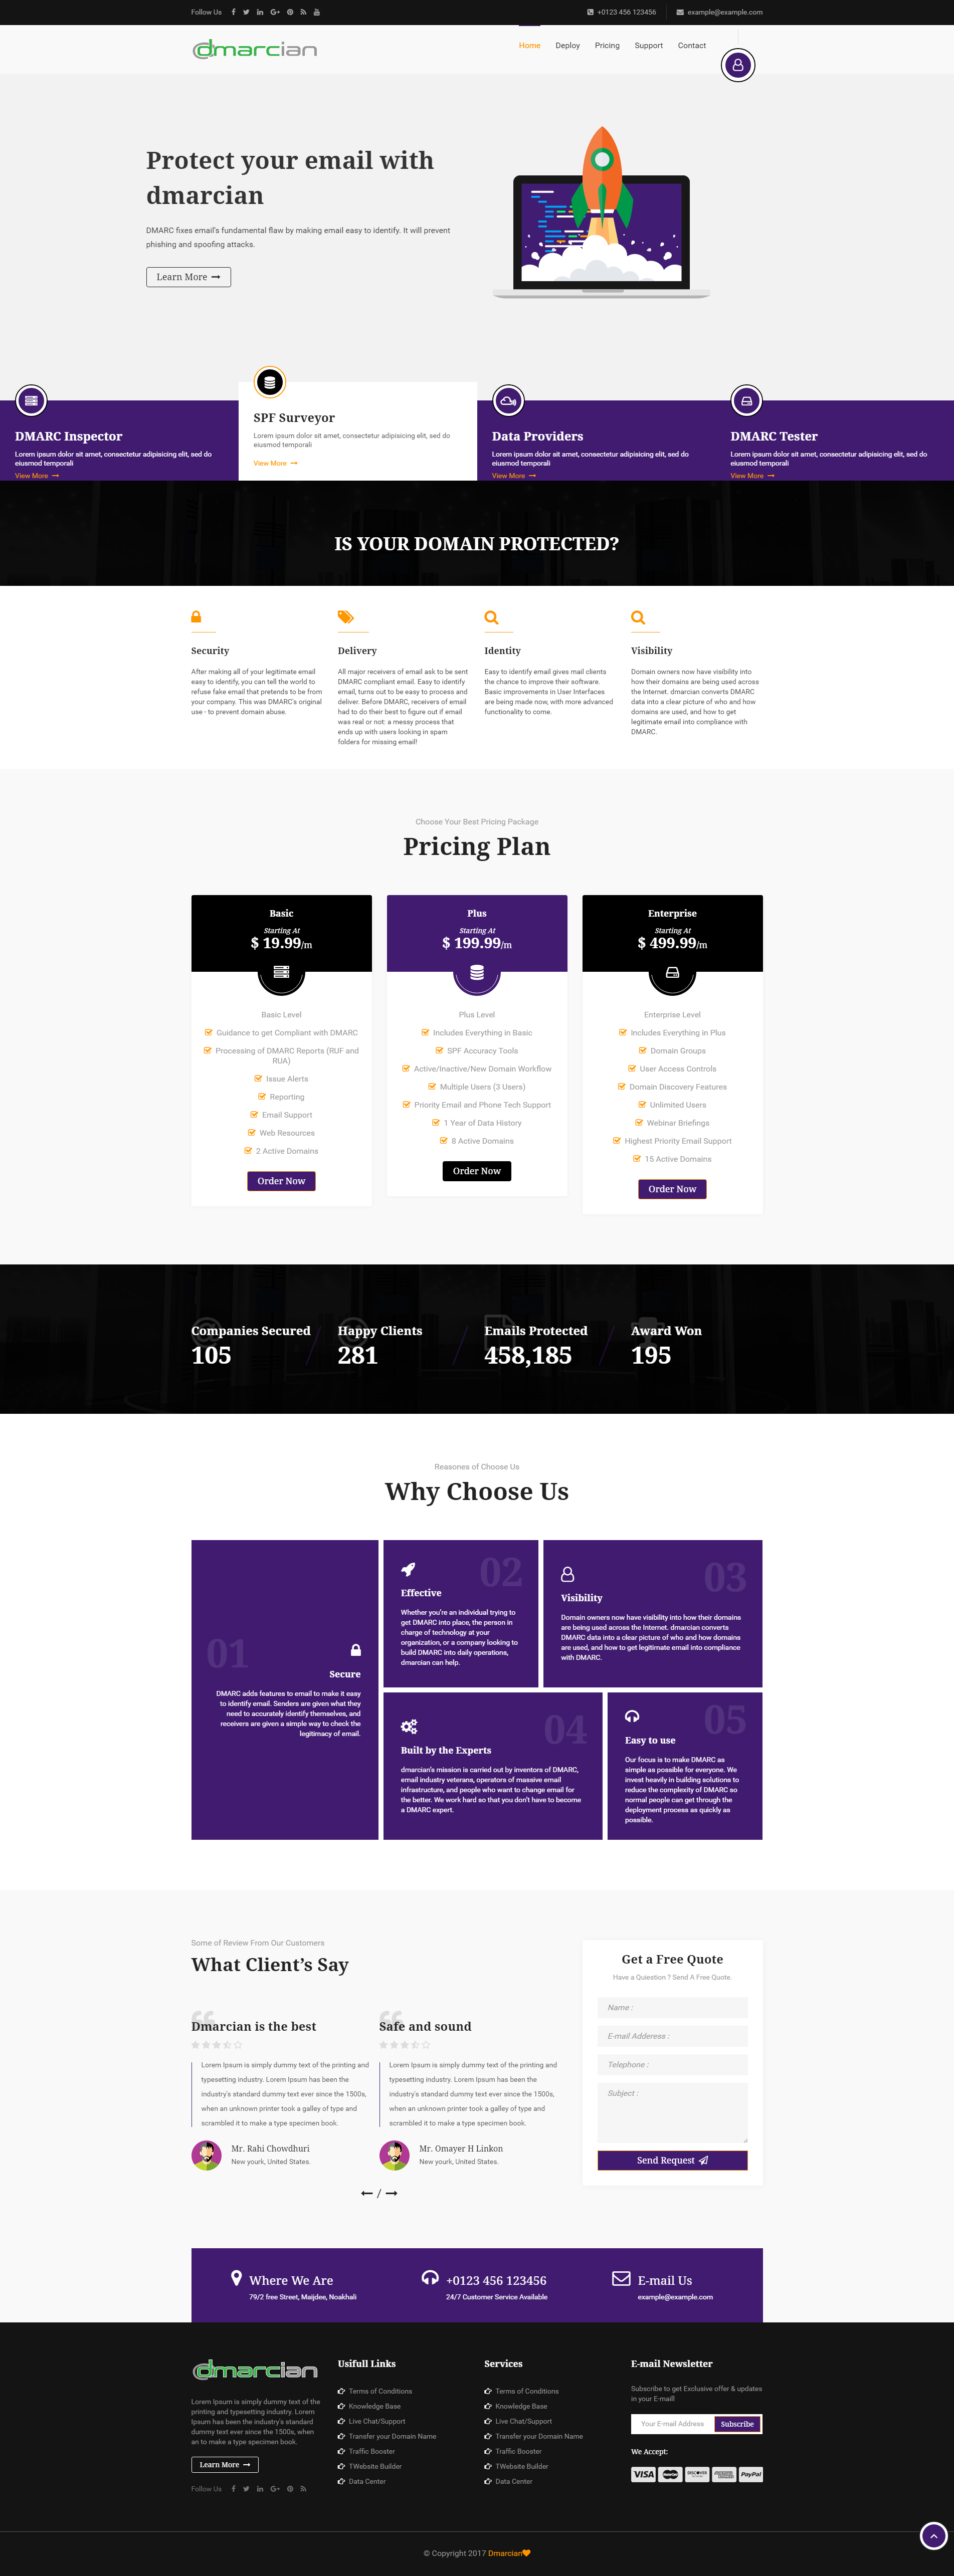 Follow Us
+0123 456 123456
example@example.com
dmarcian
Home
Deploy
Pricing
Support
Contact
Protect your email with
dmarcian
DMARC fixes email's fundamental flaw by making email easy to identify. It will prevent
phishing and spoofing attacks.
Learn More
DMARC Inspector
Lorem ipsum dolor sit amet, consectetur adipisicing elit, sed do
eiusmod temporali
View More
SPF Surveyor
Lorem ipsum dolor sit amet, consectetur adipisicing elit, sed do
eiusmod temporali
View More
Data Providers
Lorem ipsum dolor sit amet, consectetur adipisicing elit, sed do
eiusmod temporali
View More
DMARC Tester
Lorem ipsum dolor sit amet, consectetur adipisicing elit, sed do
eiusmod temporali
View More
IS YOUR DOMAIN PROTECTED?
Security
After making all of your legitimate email
easy to identify, you can tell the world to
refuse fake email that pretends to be from
your company. This was DMARC's original
use - to prevent domain abuse.
Delivery
All major receivers of email ask to be sent
DMARC compliant email. Easy to identify
email, turns out to be easy to process and
deliver. Before DMARC, receivers of email
had to do their best to figure out if email
was real or not: a messy process that
ends up with users looking in spam
folders for missing email!
Identity
Easy to identify email gives mail clients
the chance to improve their software.
Basic improvements in User Interfaces
are being made now, with more advanced
functionality to come.
Visibility
Domain owners now have visibility into
how their domains are being used across
the Internet. dmarcian converts DMARC
data into a clear picture of who and how
domains are used, and how to get
legitimate email into compliance with
DMARC.
Choose Your Best Pricing Package
Pricing Plan
Basic
Starting At
$ 19.99/m
Basic Level
Guidance to get Compliant with DMARC
Processing of DMARC Reports (RUF and
RUA)
Issue Alerts
Reporting
Email Support
Web Resources
2 Active Domains
Order Now
Plus
Starting At
$ 199.99/m
Plus Level
Includes Everything in Basic
SPF Accuracy Tools
Active/Inactive/New Domain Workflow
Multiple Users (3 Users)
Priority Email and Phone Tech Support
1 Year of Data History
8 Active Domains
Order Now
Enterprise
Starting At
$ 499.99/m
Enterprise Level
Includes Everything in Plus
Domain Groups
User Access Controls
Domain Discovery Features
Unlimited Users
Webinar Briefings
Highest Priority Email Support
15 Active Domains
Order Now
Companies Secured
105
Happy Clients
281
Emails Protected
458,185
Award Won
195
Reasones of Choose Us
Why Choose Us
01
Secure
DMARC adds features to email to make it easy
to identify email. Senders are given what they
need to accurately identify themselves, and
receivers are given a simple way to check the
legitimacy of email.
02
Effective
Whether you're an individual trying to
get DMARC into place, the person in
charge of technology at your
organization, or a company looking to
build DMARC into daily operations,
dmarcian can help.
03
Visibility
Domain owners now have visibility into how their domains
are being used across the Internet. dmarcian converts
DMARC data into a clear picture of who and how domains
are used, and how to get legitimate email into compliance
with DMARC.
04
Built by the Experts
dmarcian's mission is carried out by inventors of DMARC,
email industry veterans, operators of massive email
infrastructure, and people who want to change email for
the better. We work hard so that you don't have to become
a DMARC expert.
05
Easy to use
Our focus is to make DMARC as
simple as possible for everyone. We
invest heavily in building solutions to
reduce the complexity of DMARC so
normal people can get through the
deployment process as quickly as
possible.
Some of Review From Our Customers
What Client's Say
Dmarcian is the best
Lorem Ipsum is simply dummy text of the printing and
typesetting industry. Lorem Ipsum has been the
industry's standard dummy text ever since the 1500s,
when an unknown printer took a galley of type and
scrambled it to make a type specimen book.
Mr. Rahi Chowdhuri
New yourk, United States.
Safe and sound
Lorem Ipsum is simply dummy text of the printing and
typesetting industry. Lorem Ipsum has been the
industry's standard dummy text ever since the 1500s,
when an unknown printer took a galley of type and
scrambled it to make a type specimen book.
Mr. Omayer H Linkon
New yourk, United States.
/
Get a Free Quote
Have a Quiestion ? Send A Free Quote.
Name :
E-mail Adderess :
Telephone :
Subject :
Send Request
Where We Are
79/2 free Street, Maijdee, Noakhali
+0123 456 123456
24/7 Customer Service Available
E-mail Us
example@example.com
dmarcian
Lorem Ipsum is simply dummy text of the
printing and typesetting industry. Lorem
Ipsum has been the industry's standard
dummy text ever since the 1500s, when
an to make a type specimen book.
Learn More
Follow Us
Usifull Links
Terms of Conditions
Knowledge Base
Live Chat/Support
Transfer your Domain Name
Traffic Booster
TWebsite Builder
Data Center
Services
Terms of Conditions
Knowledge Base
Live Chat/Support
Transfer your Domain Name
Traffic Booster
TWebsite Builder
Data Center
E-mail Newsletter
Subscribe to get Exclusive offer & updates
in your E-maill
Your E-mail Address
Subscribe
We Accept:
VISA
DISCOVER
PayPal
© Copyright 2017 Dmarcian